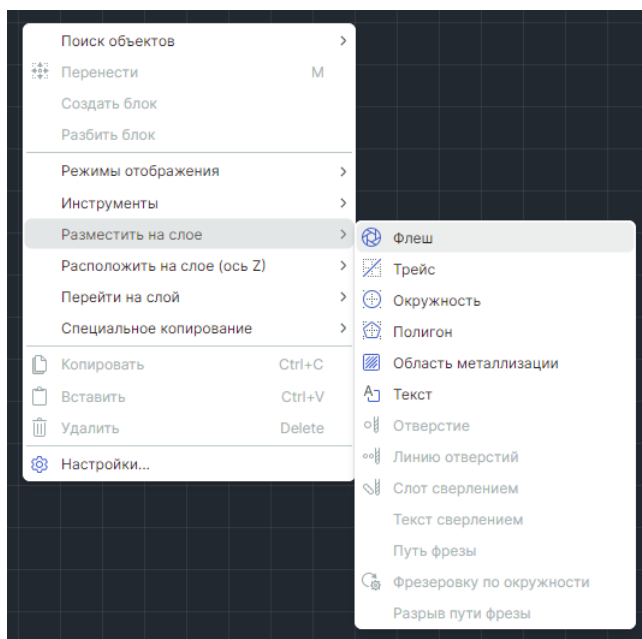 Поиск объектов
Перенести M
Создать блок
Разбить блок
Режимы отображения
Инструменты
Разместить на слое
Расположить на слое (ось Z)
Перейти на слой
Специальное копирование
Копировать Ctrl+C
Вставить Ctrl+V
Удалить Delete
Настройки...
Флеш
Трейс
Окружность
Полигон
Область металлизации
Текст
Отверстие
Линию отверстий
Слот сверлением
Текст сверлением
Путь фрезы
Фрезеровку по окружности
Разрыв пути фрезы